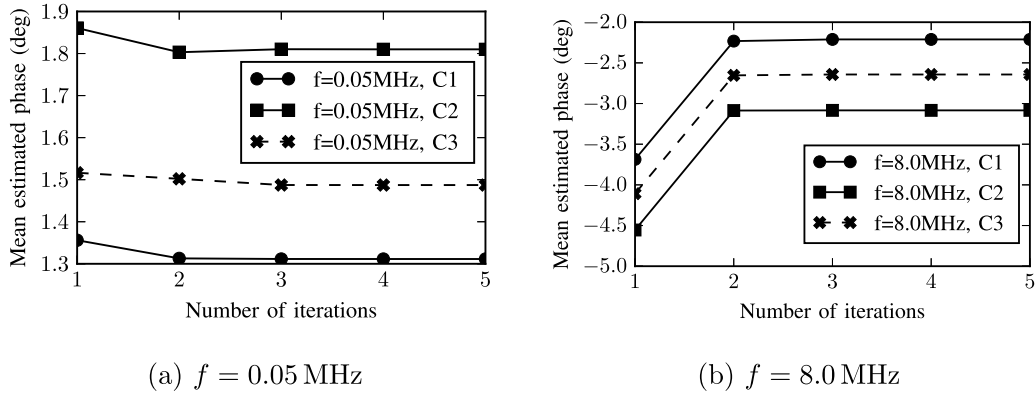 Mean estimated phase (deg)
1.9
1.8
1.7
1.6
1.5
1.4
1.3
f=0.05MHz, C1
f=0.05MHz, C2
f=0.05MHz, C3
1 2 3 4 5
Number of iterations
(a) f = 0.05 MHz
Mean estimated phase (deg)
−2.0
−2.5
−3.0
−3.5
−4.0
−4.5
−5.0
f=8.0MHz, C1
f=8.0MHz, C2
f=8.0MHz, C3
1 2 3 4 5
Number of iterations
(b) f = 8.0 MHz